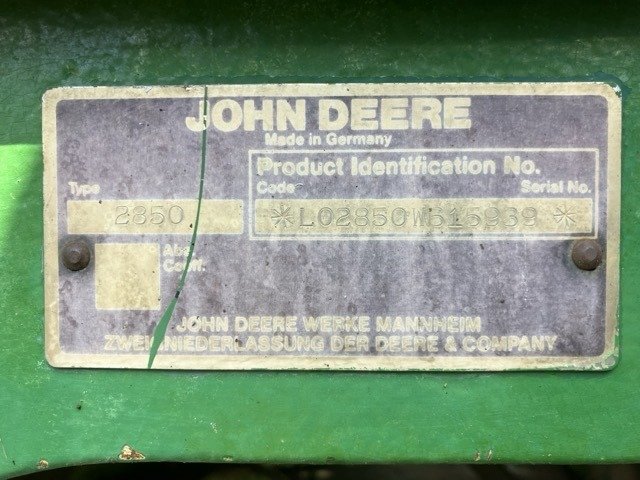 JOHN DEERE
Made in Germany
Product Identification No.
Type
Code
Serial No.
2850
*L02850W515939*
JOHN DEERE WERKE MANNHEIM
ZWEIGNIEDERLASSUNG DER DEERE & COMPANY